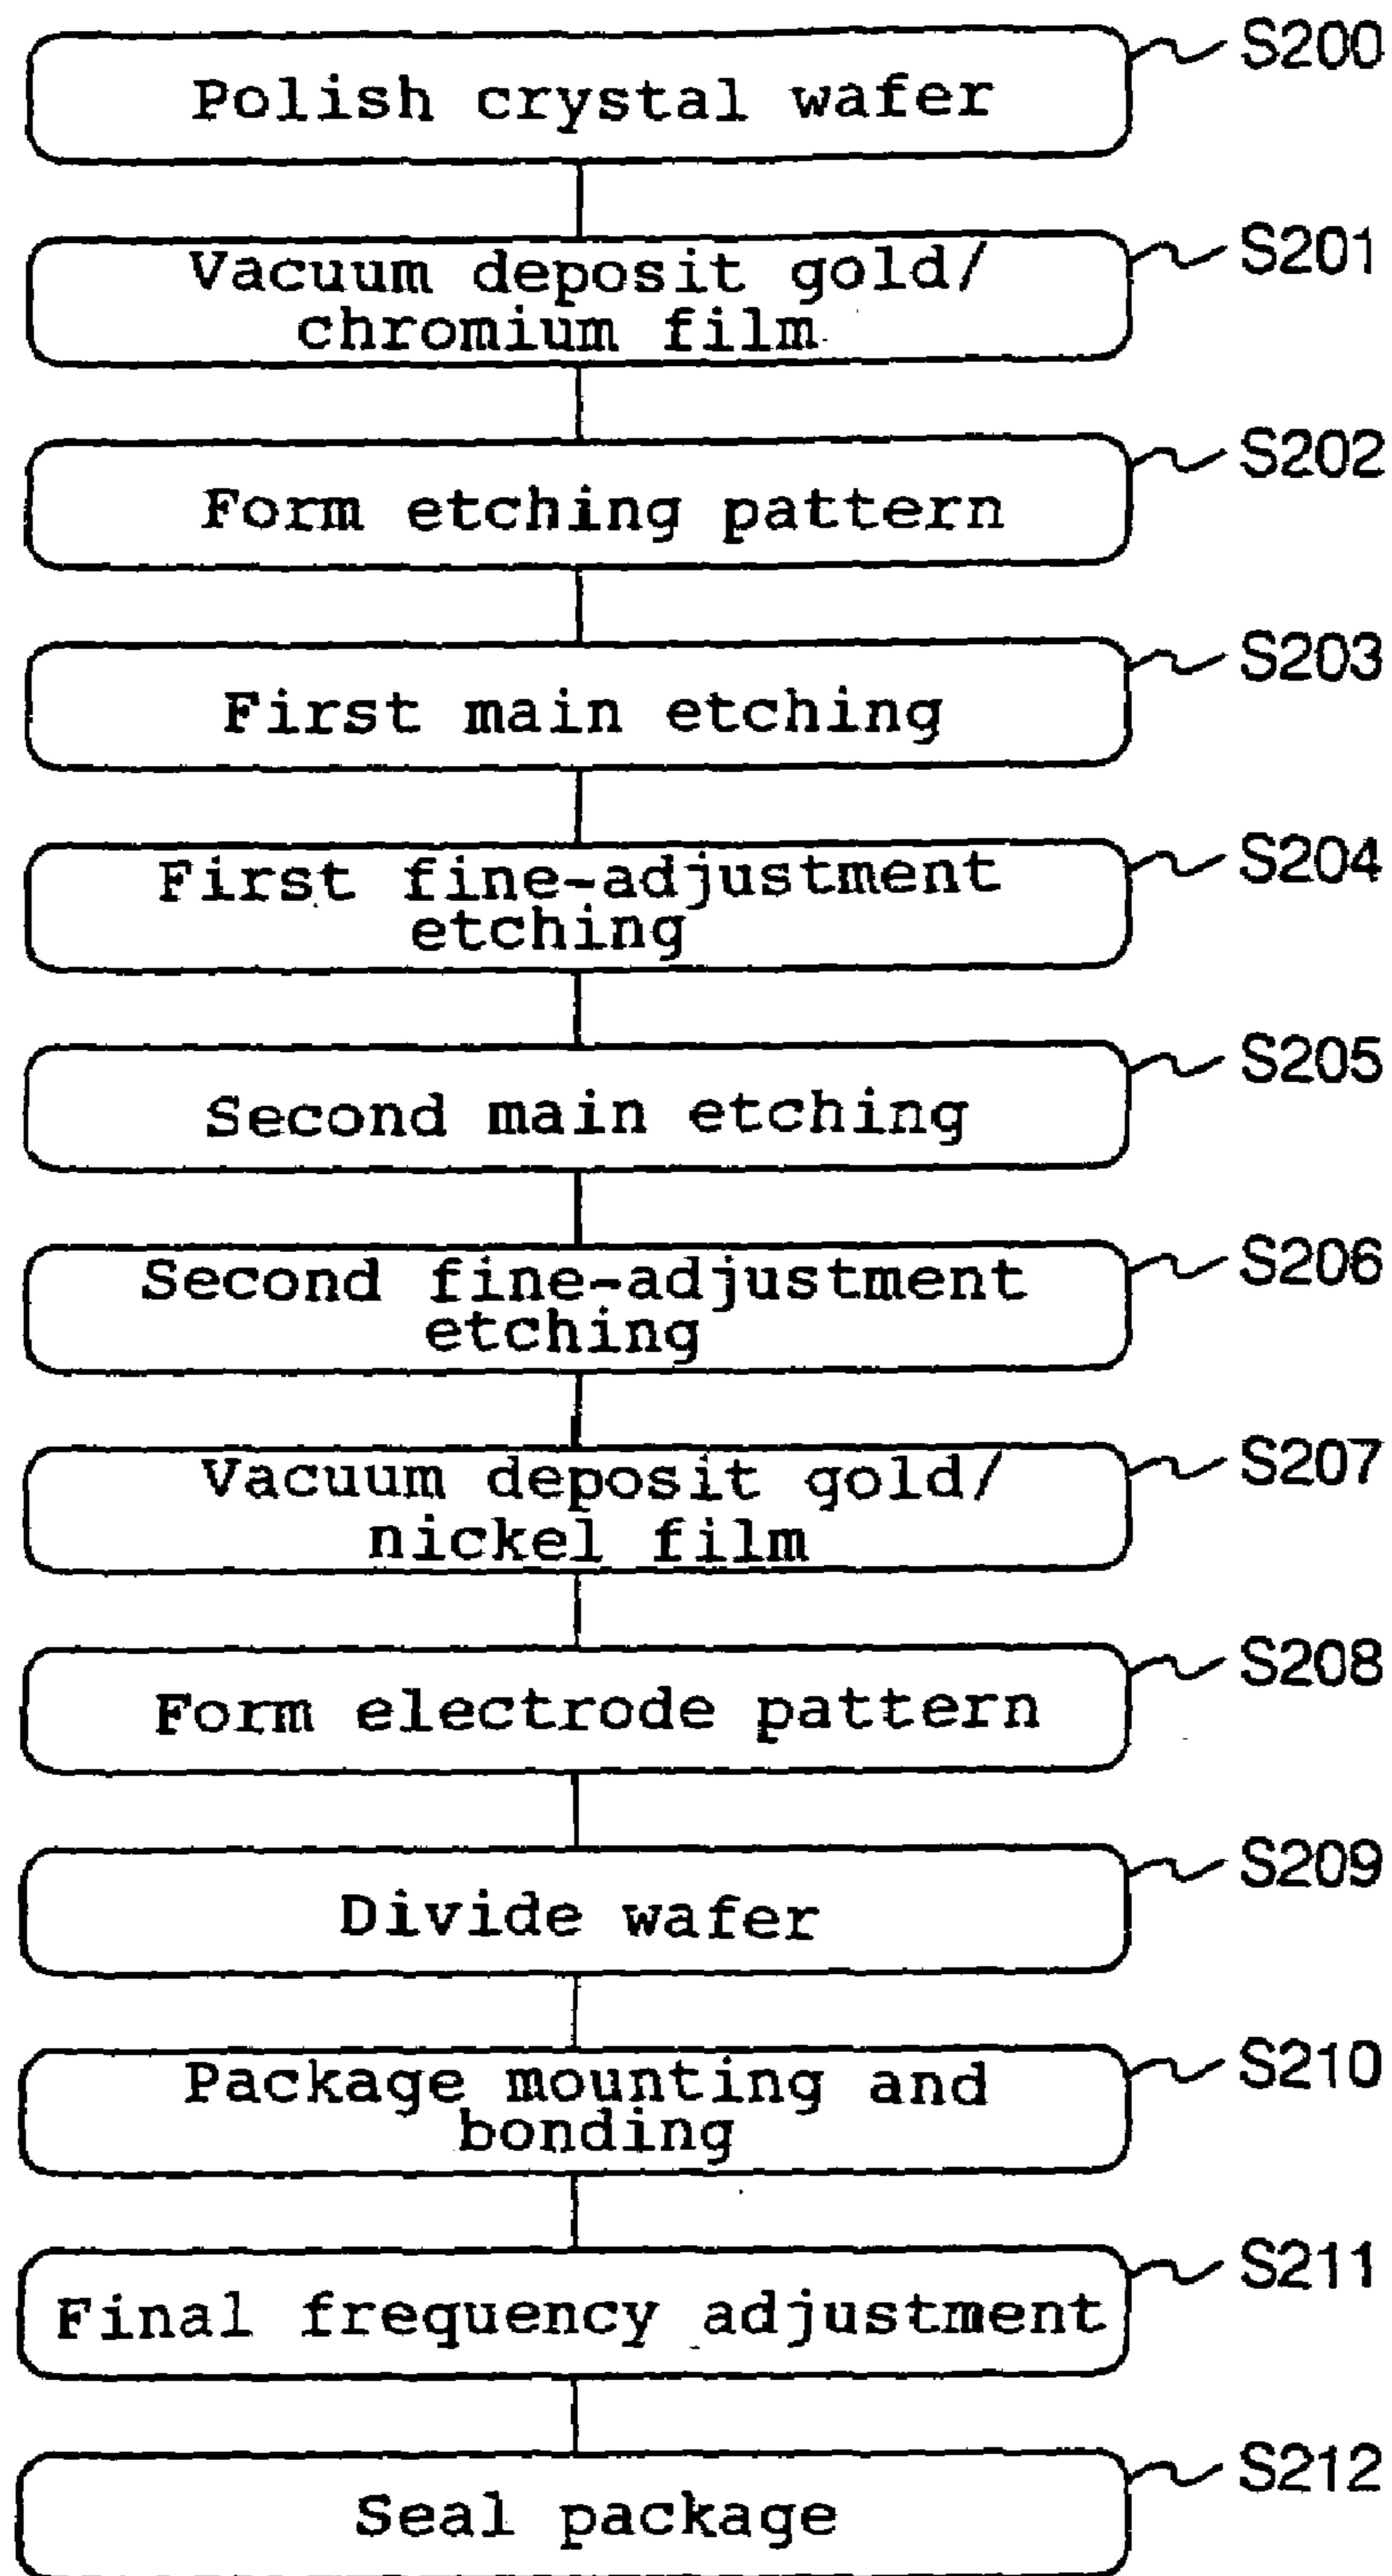 S200
Polish crystal wafer
S201
Vacuum deposit gold/
chromium film
S202
Form etching pattern
S203
First main etching
S204
First fine-adjustment
etching
S205
Second main etching
S206
Second fine-adjustment
etching
S207
Vacuum deposit gold/
nickel film
S208
Form electrode pattern
S209
Divide wafer
S210
Package mounting and
bonding
S211
Final frequency adjustment
S212
Seal package